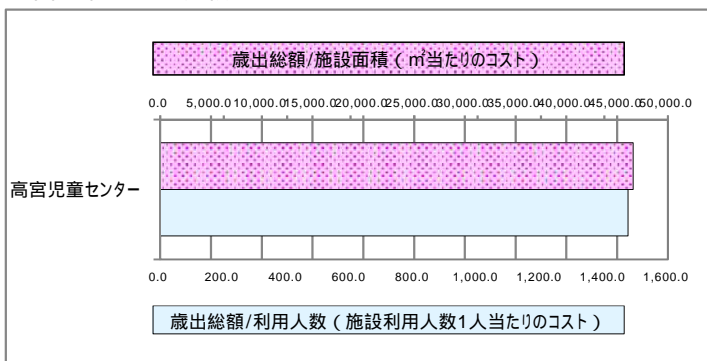 歳出総額/施設面積(㎡当たりのコスト)
0.0 5,000.0 10,000.0 15,000.0 20,000.0 25,000.0 30,000.0 35,000.0 40,000.0 45,000.0 50,000.0
高宮児童センター
0.0 200.0 400.0 600.0 800.0 1,000.0 1,200.0 1,400.0 1,600.0
歳出総額/利用人数(施設利用人数1人当たりのコスト)